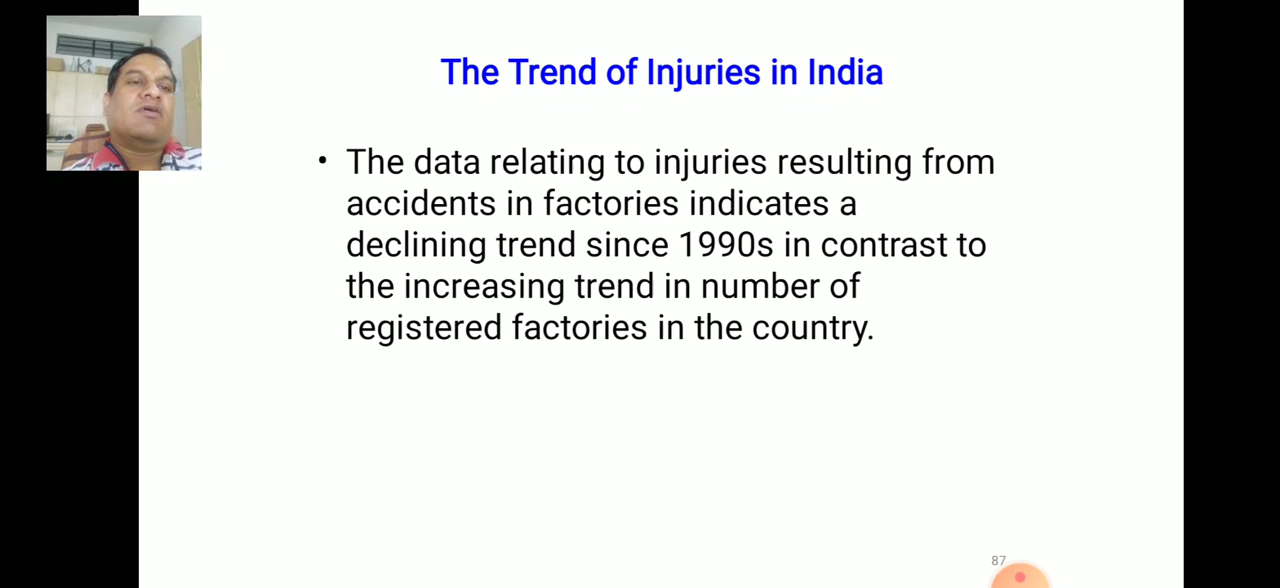 The Trend of Injuries in India
• The data relating to injuries resulting from
accidents in factories indicates a
declining trend since 1990s in contrast to
the increasing trend in number of
registered factories in the country.
87